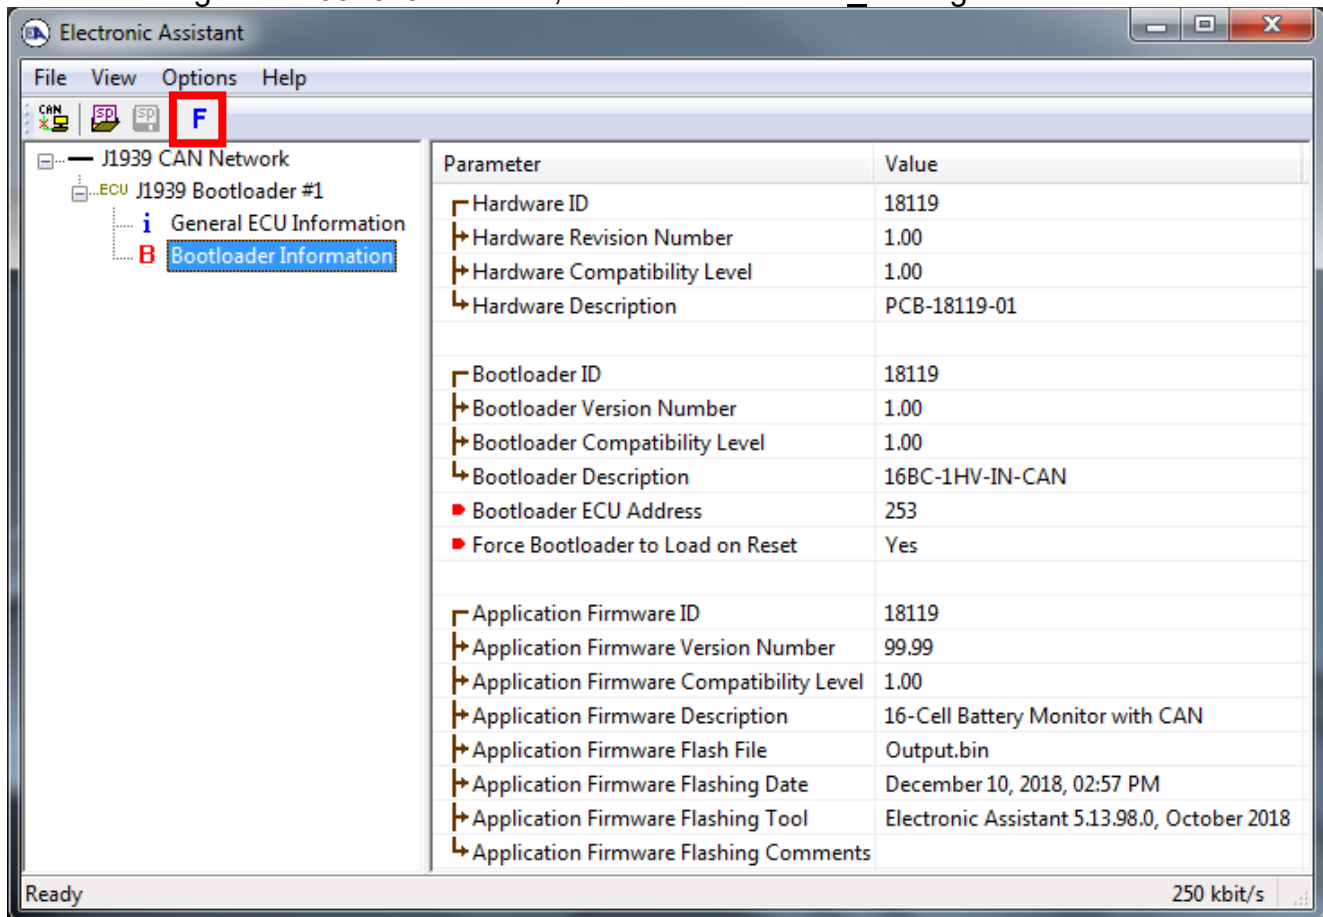 Electronic Assistant
File View Options Help
CAN SP SP F
J1939 CAN Network
ECU J1939 Bootloader #1
i General ECU Information
B Bootloader Information
Parameter Value
Hardware ID 18119
Hardware Revision Number 1.00
Hardware Compatibility Level 1.00
Hardware Description PCB-18119-01
Bootloader ID 18119
Bootloader Version Number 1.00
Bootloader Compatibility Level 1.00
Bootloader Description 16BC-1HV-IN-CAN
Bootloader ECU Address 253
Force Bootloader to Load on Reset Yes
Application Firmware ID 18119
Application Firmware Version Number 99.99
Application Firmware Compatibility Level 1.00
Application Firmware Description 16-Cell Battery Monitor with CAN
Application Firmware Flash File Output.bin
Application Firmware Flashing Date December 10, 2018, 02:57 PM
Application Firmware Flashing Tool Electronic Assistant 5.13.98.0, October 2018
Application Firmware Flashing Comments
Ready 250 kbit/s